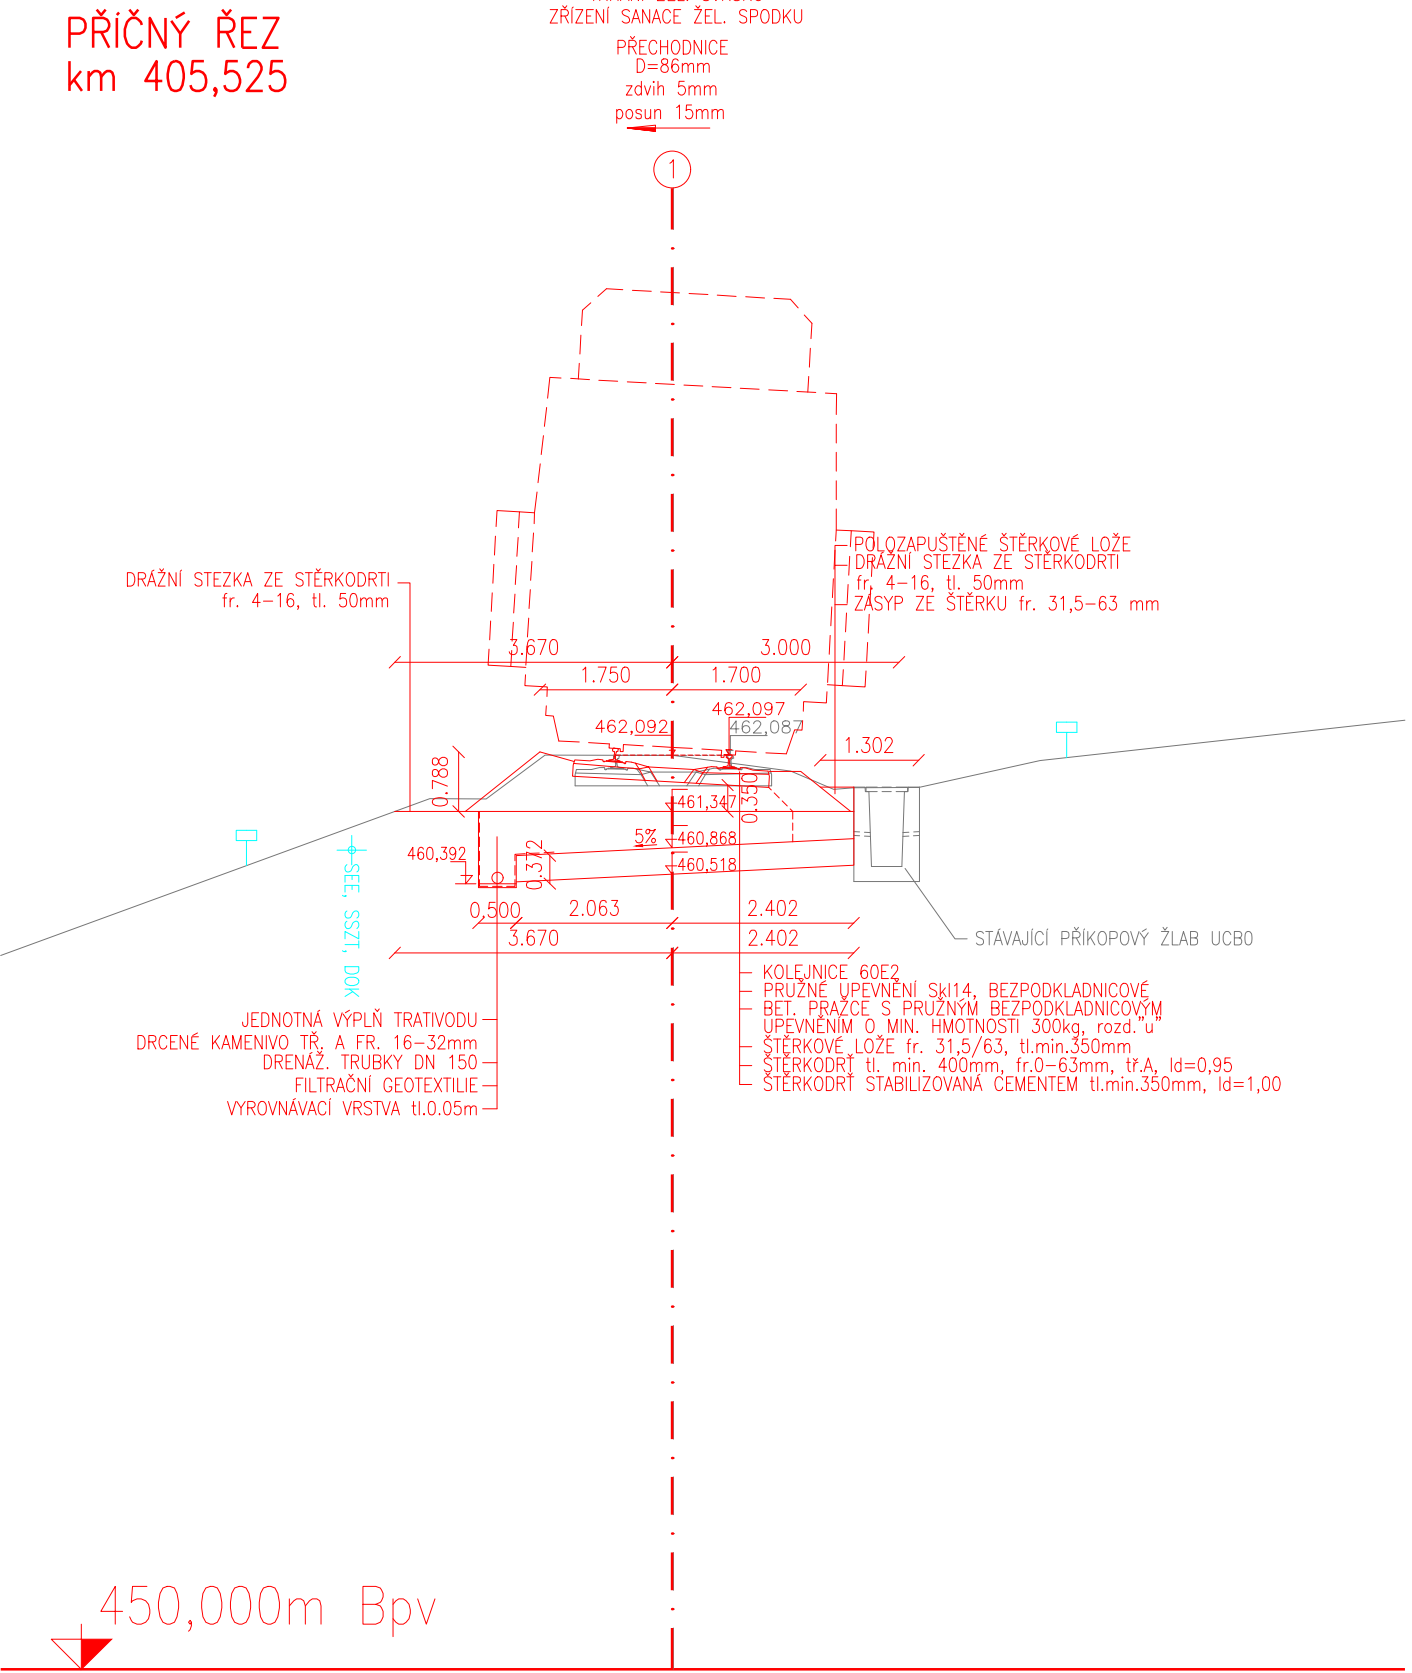 PŘÍČNÝ ŘEZ
km 405,525
ZŘÍZENÍ SANACE ŽEL. SPODKU
PŘECHODNICE
D=86mm
zdvih 5mm
posun 15mm
1
DRÁŽNÍ STEZKA ZE STĚRKODRTI
fr. 4-16, tl. 50mm
POLOZAPUŠTĚNÉ ŠTĚRKOVÉ LOŽE
DRÁŽNÍ STEZKA ZE STĚRKODRTI
fr. 4-16, tl. 50mm
ZÁSYP ZE ŠTĚRKU fr. 31,5-63 mm
3.670
3.000
1.750
1.700
462,097
462,092
462,087
1.302
0.788
0.350
461,347
5%
460,868
460,392
0.372
460,518
0.500
2.063
2.402
3.670
2.402
SEE, SSZT, DOK
STÁVAJÍCÍ PŘÍKOPOVÝ ŽLAB UCB0
KOLEJNICE 60E2
PRUŽNÉ UPEVNĚNÍ Skl14, BEZPODKLADNICOVÉ
BET. PRAŽCE S PRUŽNÝM BEZPODKLADNICOVÝM
UPEVNĚNÍM O MIN. HMOTNOSTI 300kg, rozd."u"
ŠTĚRKOVÉ LOŽE fr. 31,5/63, tl.min.350mm
ŠTĚRKODRŤ tl. min. 400mm, fr.0-63mm, tř.A, Id=0,95
ŠTĚRKODRŤ STABILIZOVANÁ CEMENTEM tl.min.350mm, Id=1,00
JEDNOTNÁ VÝPLŇ TRATIVODU
DRCENÉ KAMENIVO TŘ. A FR. 16-32mm
DRENÁŽ. TRUBKY DN 150
FILTRAČNÍ GEOTEXTILIE
VYROVNÁVACÍ VRSTVA tl.0.05m
450,000m Bpv